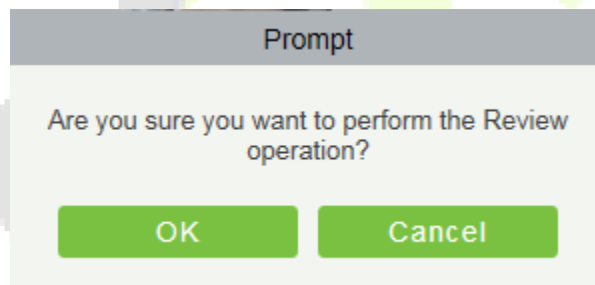 Prompt
Are you sure you want to perform the Review
operation?
OK
Cancel